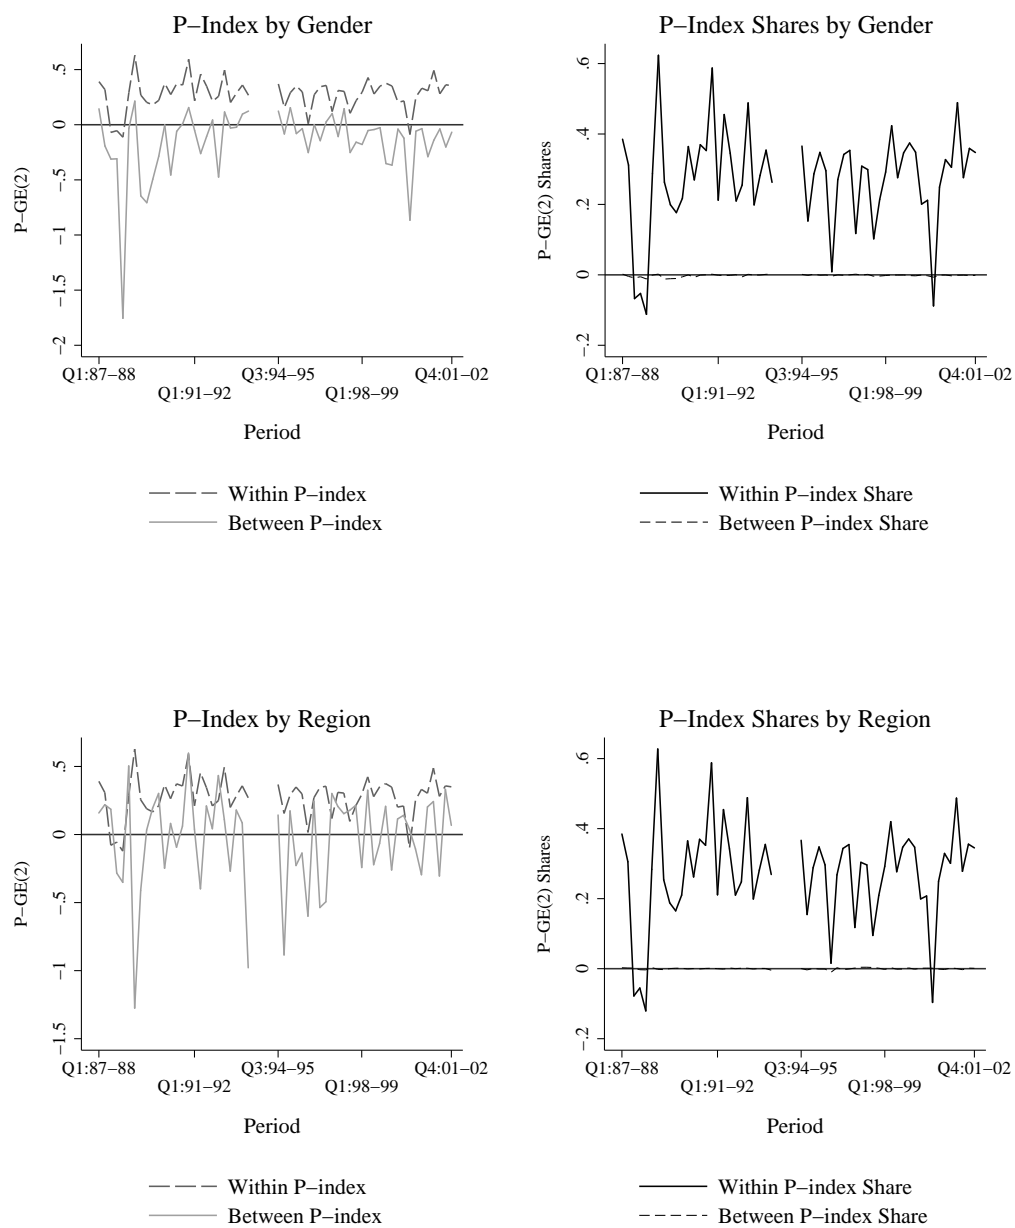 P−Index by Gender
P−GE(2)
.5
0
−.5
−1
−1.5
−2
Q1:87−88
Q1:91−92
Q3:94−95
Q1:98−99
Q4:01−02
Period
Within P−index
Between P−index
P−Index Shares by Gender
P−GE(2) Shares
.6
.4
.2
0
−.2
Q1:87−88
Q1:91−92
Q3:94−95
Q1:98−99
Q4:01−02
Period
Within P−index Share
Between P−index Share
P−Index by Region
P−GE(2)
.5
0
−.5
−1
−1.5
Q1:87−88
Q1:91−92
Q3:94−95
Q1:98−99
Q4:01−02
Period
Within P−index
Between P−index
P−Index Shares by Region
P−GE(2) Shares
.6
.4
.2
0
−.2
Q1:87−88
Q1:91−92
Q3:94−95
Q1:98−99
Q4:01−02
Period
Within P−index Share
Between P−index Share